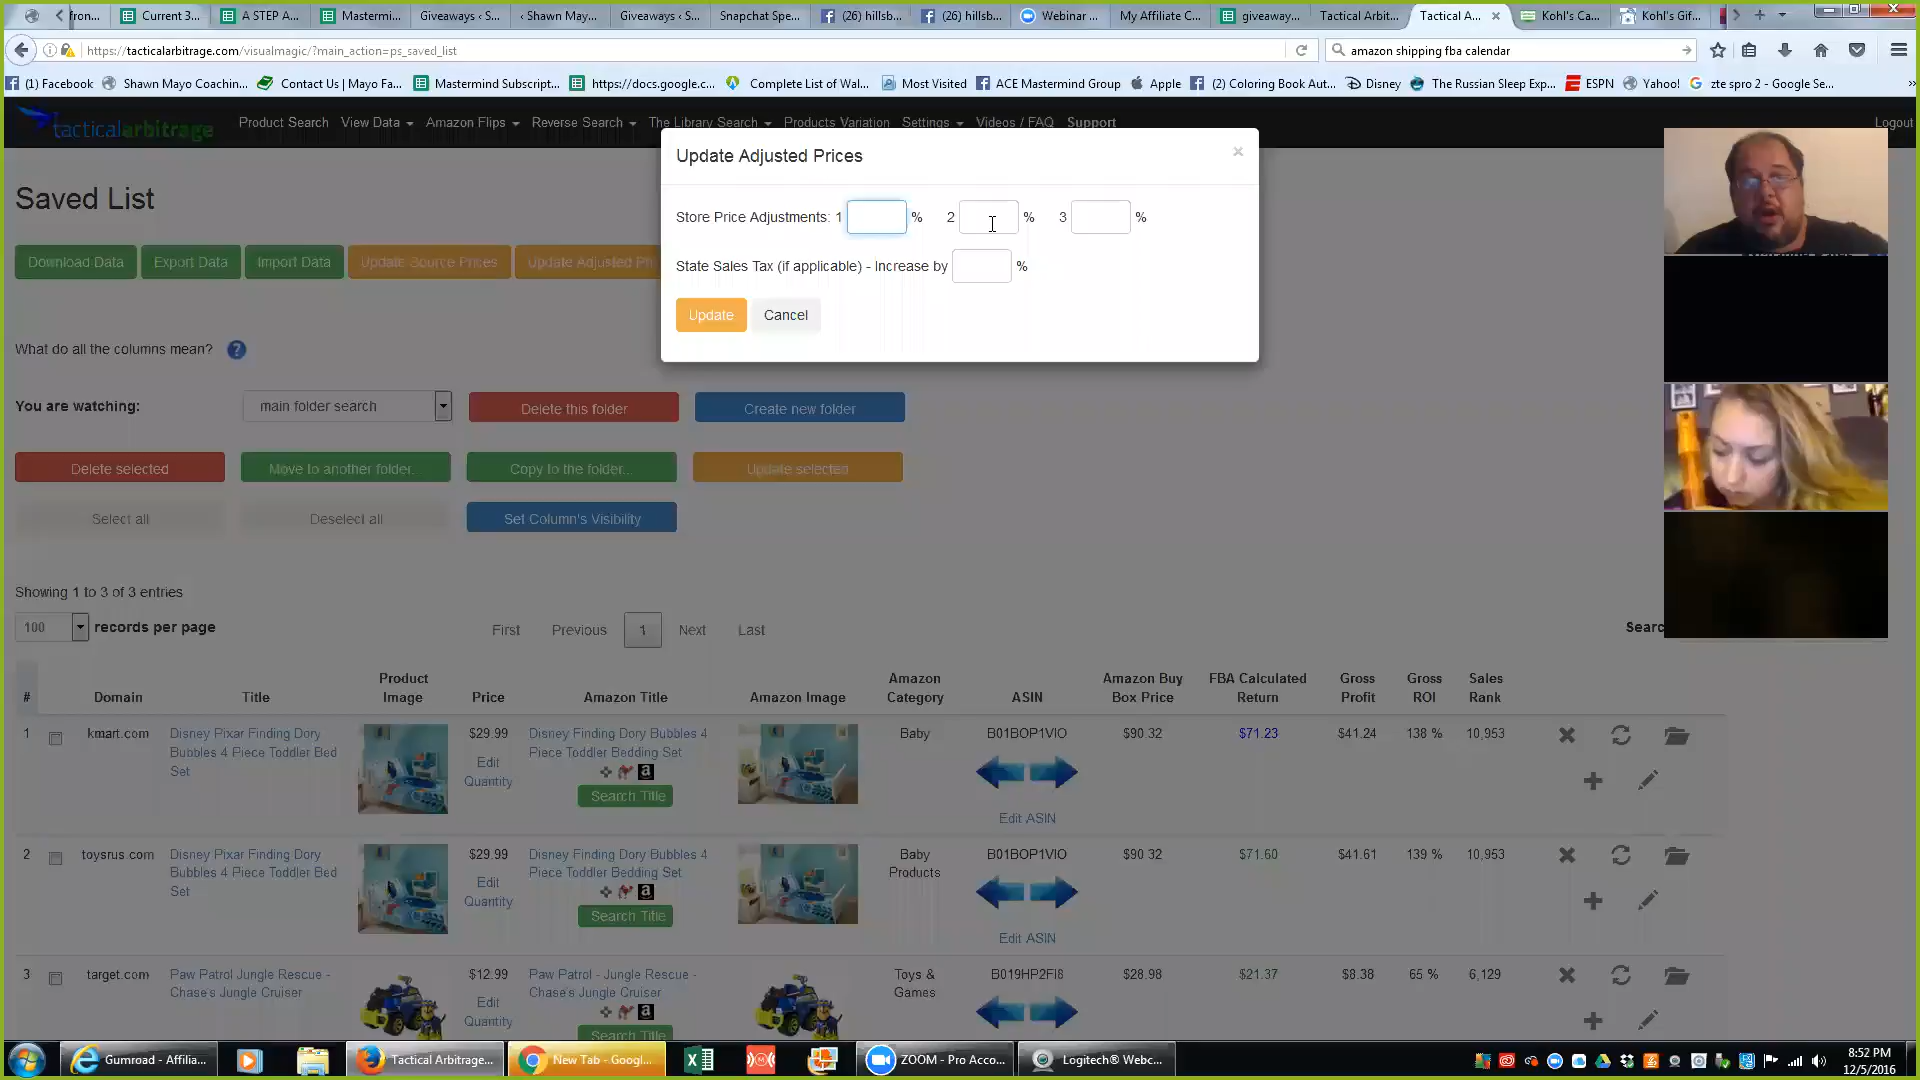 fron...
Current 3...
A STEP A...
Mastermi...
Giveaways ‹ S...
‹ Shawn May...
Giveaways ‹ S...
Snapchat Spe...
(26) hillsb...
(26) hillsb...
Webinar ...
My Affiliate C...
giveaway...
Tactical Arbit...
Tactical A...
Kohl's Ca...
Kohl's Gif...
https://tacticalarbitrage.com/visualmagic/?main_action=ps_saved_list
amazon shipping fba calendar
(1) Facebook
Shawn Mayo Coachin...
Contact Us | Mayo Fa...
Mastermind Subscript...
https://docs.google.c...
Complete List of Wal...
Most Visited
ACE Mastermind Group
Apple
(2) Coloring Book Aut...
Disney
The Russian Sleep Exp...
ESPN
Yahoo!
zte spro 2 - Google Se...
tacticalarbitrage
Product Search
View Data
Amazon Flips
Reverse Search
The Library Search
Products Variation
Settings
Videos / FAQ
Support
Logout
Update Adjusted Prices
Store Price Adjustments: 1 % 2 % 3 %
State Sales Tax (if applicable) - Increase by %
Update
Cancel
Saved List
Download Data
Export Data
Import Data
Update Source Prices
Update Adjusted Pri
What do all the columns mean? ?
You are watching:
main folder search
Delete this folder
Create new folder
Delete selected
Move to another folder...
Copy to the folder...
Update selected
Select all
Deselect all
Set Column's Visibility
Showing 1 to 3 of 3 entries
100 records per page
First
Previous
1
Next
Last
Searc
# Domain Title Product Image Price Amazon Title Amazon Image Amazon Category ASIN Amazon Buy Box Price FBA Calculated Return Gross Profit Gross ROI Sales Rank
1 kmart.com Disney Pixar Finding Dory Bubbles 4 Piece Toddler Bed Set $29.99 Disney Finding Dory Bubbles 4 Piece Toddler Bedding Set Baby B01BOP1VIO $90.32 $71.23 $41.24 138 % 10,953
Edit Quantity
Search Title
Edit ASIN
2 toysrus.com Disney Pixar Finding Dory Bubbles 4 Piece Toddler Bed Set $29.99 Disney Finding Dory Bubbles 4 Piece Toddler Bedding Set Baby Products B01BOP1VIO $90.32 $71.60 $41.61 139 % 10,953
Edit Quantity
Search Title
Edit ASIN
3 target.com Paw Patrol Jungle Rescue - Chase's Jungle Cruiser $12.99 Paw Patrol - Jungle Rescue - Chase's Jungle Cruiser Toys & Games B019HP2FI8 $28.98 $21.37 $8.38 65 % 6,129
Edit Quantity
Search Title
Gumroad - Affilia...
Tactical Arbitrage...
New Tab - Googl...
ZOOM - Pro Acco...
Logitech® Webc...
8:52 PM
12/5/2016